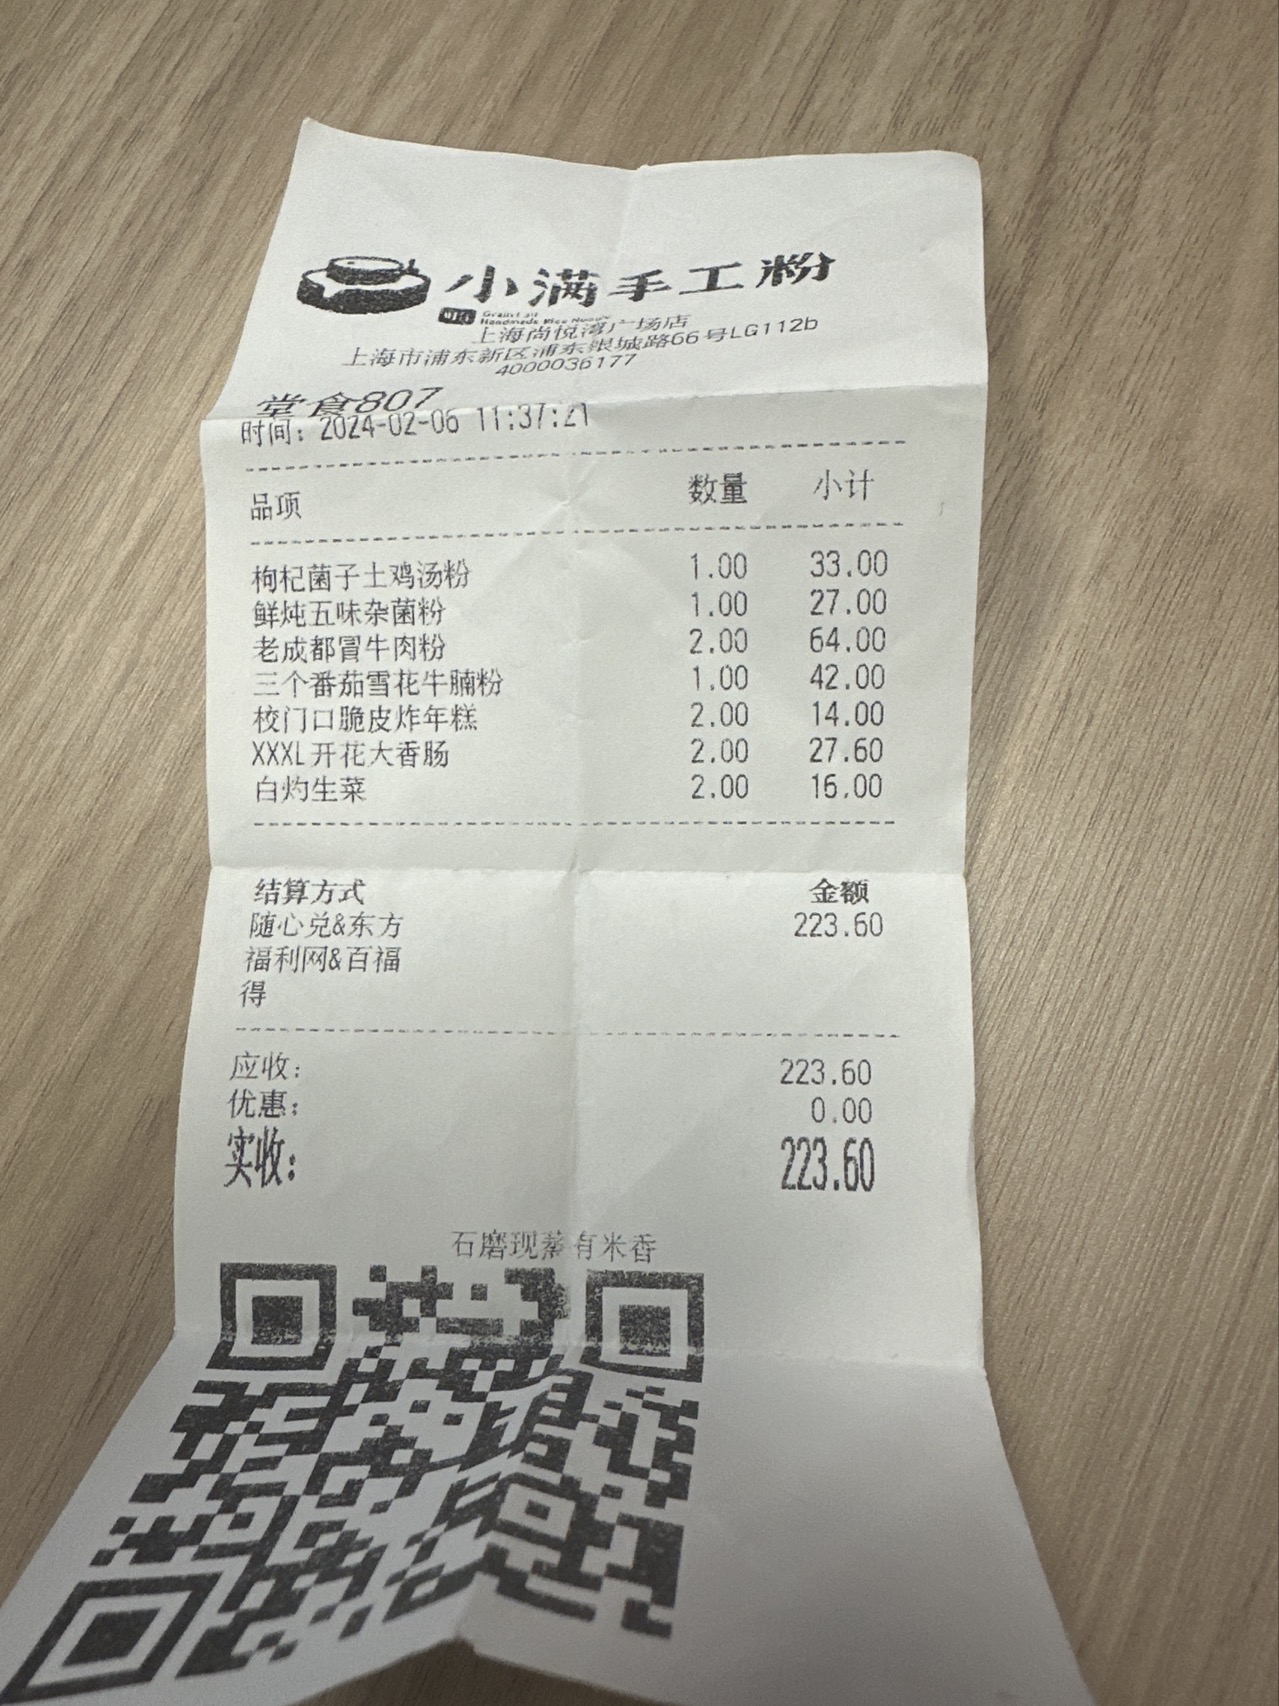 小满手工粉
Handmade Rice Noodle
上海尚悦湾广场店
上海市浦东新区浦东银城路66号LG112b
4000036177
堂食807
时间：2024-02-06 11:37:21
品项 数量 小计
枸杞菌子土鸡汤粉 1.00 33.00
鲜炖五味杂菌粉 1.00 27.00
老成都冒牛肉粉 2.00 64.00
三个番茄雪花牛腩粉 1.00 42.00
校门口脆皮炸年糕 2.00 14.00
XXXL开花大香肠 2.00 27.60
白灼生菜 2.00 16.00
结算方式 金额
随心兑&东方 223.60
福利网&百福
得
应收： 223.60
优惠： 0.00
实收： 223.60
石磨现蒸有米香